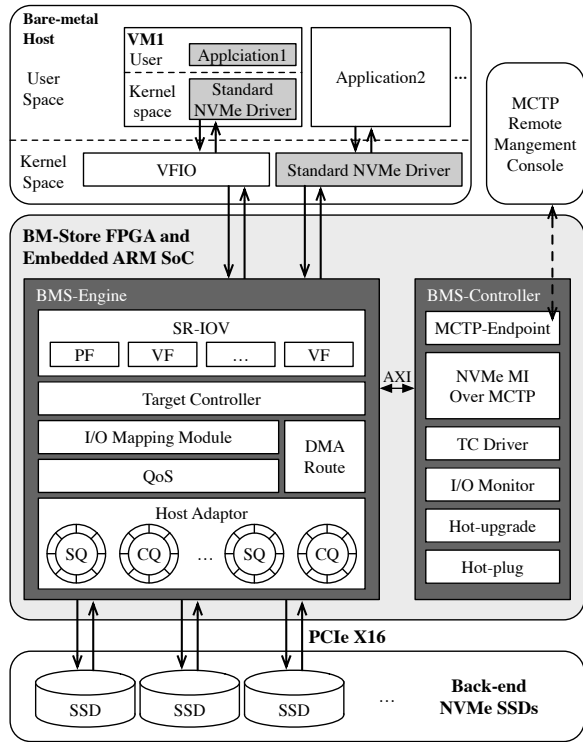 Bare-metal
Host
VM1
User
Applciation1
Kernel
space
Standard
NVMe Driver
Application2
...
User
Space
Kernel
Space
VFIO
Standard NVMe Driver
MCTP
Remote
Mangement
Console
BM-Store FPGA and
Embedded ARM SoC
BMS-Engine
SR-IOV
PF
VF
...
VF
Target Controller
I/O Mapping Module
QoS
DMA
Route
Host Adaptor
SQ
CQ
...
SQ
CQ
AXI
BMS-Controller
MCTP-Endpoint
NVMe MI
Over MCTP
TC Driver
I/O Monitor
Hot-upgrade
Hot-plug
PCIe X16
SSD
SSD
SSD
...
Back-end
NVMe SSDs